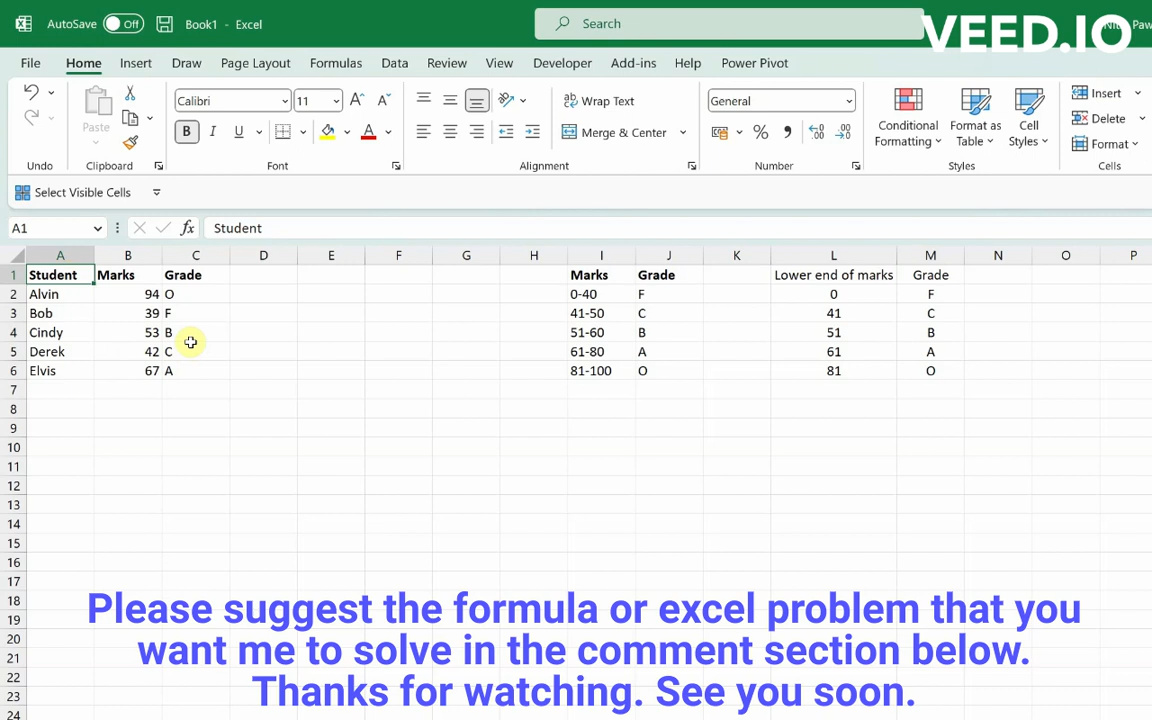 AutoSave Off Book1 - Excel Search
VEED.IO
File Home Insert Draw Page Layout Formulas Data Review View Developer Add-ins Help Power Pivot
Calibri 11 Wrap Text General Insert
Paste B I U Merge & Center Conditional Formatting Format as Table Cell Styles Delete
Format
Undo Clipboard Font Alignment Number Styles Cells
Select Visible Cells
A1 fx Student
A B C D E F G H I J K L M N O P
1 Student Marks Grade Marks Grade Lower end of marks Grade
2 Alvin 94 O 0-40 F 0 F
3 Bob 39 F 41-50 C 41 C
4 Cindy 53 B 51-60 B 51 B
5 Derek 42 C 61-80 A 61 A
6 Elvis 67 A 81-100 O 81 O
7
8
9
10
11
12
13
14
15
16
17
18
19
20
21
22
23
24
Please suggest the formula or excel problem that you
want me to solve in the comment section below.
Thanks for watching. See you soon.